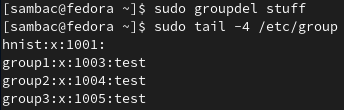 [sambac@fedora ~]$ sudo groupdel stuff
[sambac@fedora ~]$ sudo tail -4 /etc/group
hnist:x:1001:
group1:x:1003:test
group2:x:1004:test
group3:x:1005:test